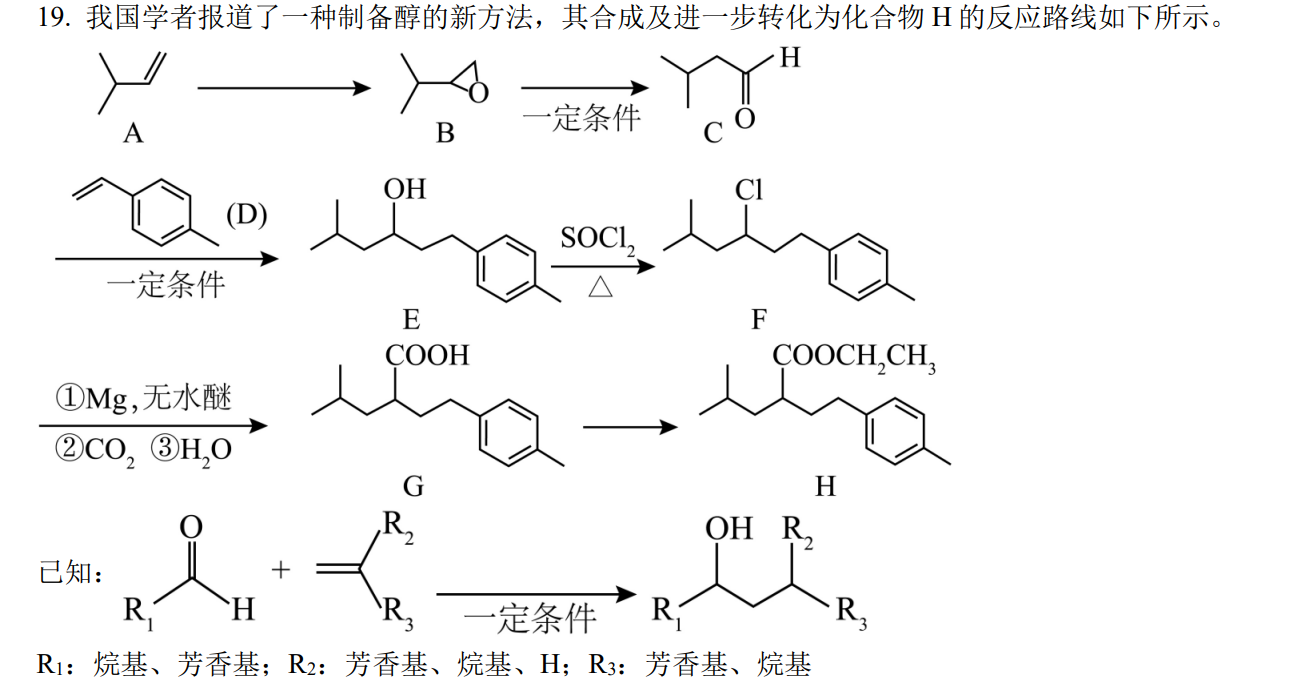 19. 我国学者报道了一种制备醇的新方法，其合成及进一步转化为化合物 H 的反应路线如下所示。
A
B
O
一定条件
C
O
H
(D)
一定条件
OH
E
SOCl₂
△
Cl
F
①Mg,无水醚
②CO₂ ③H₂O
COOH
G
COOCH₂CH₃
H
已知：
O
R₁
H
+
R₂
R₃
一定条件
OH R₂
R₁
R₃
R₁：烷基、芳香基；R₂：芳香基、烷基、H；R₃：芳香基、烷基